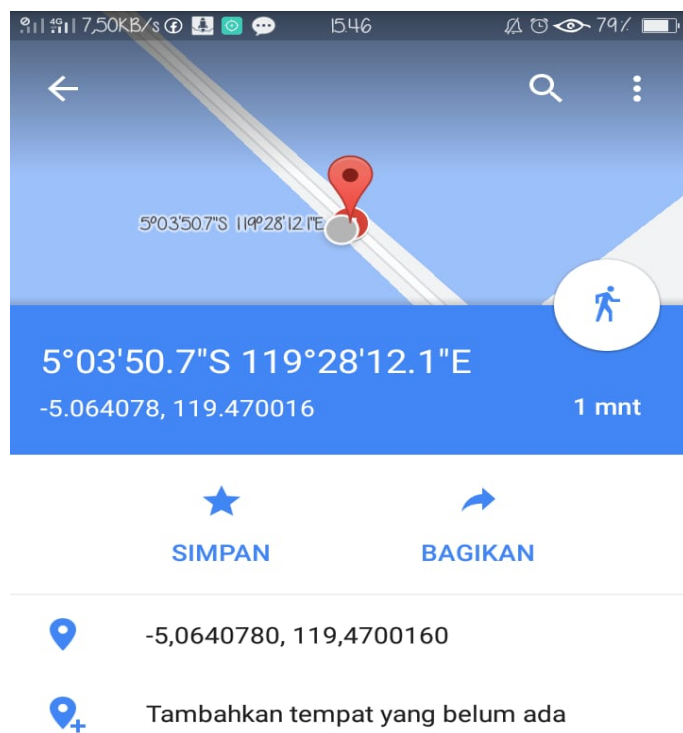 7,50KB/s 15.46 79%
5°03'50.7"S 119°28'12.1"E
5°03'50.7"S 119°28'12.1"E
-5.064078, 119.470016 1 mnt
SIMPAN BAGIKAN
-5,0640780, 119,4700160
Tambahkan tempat yang belum ada